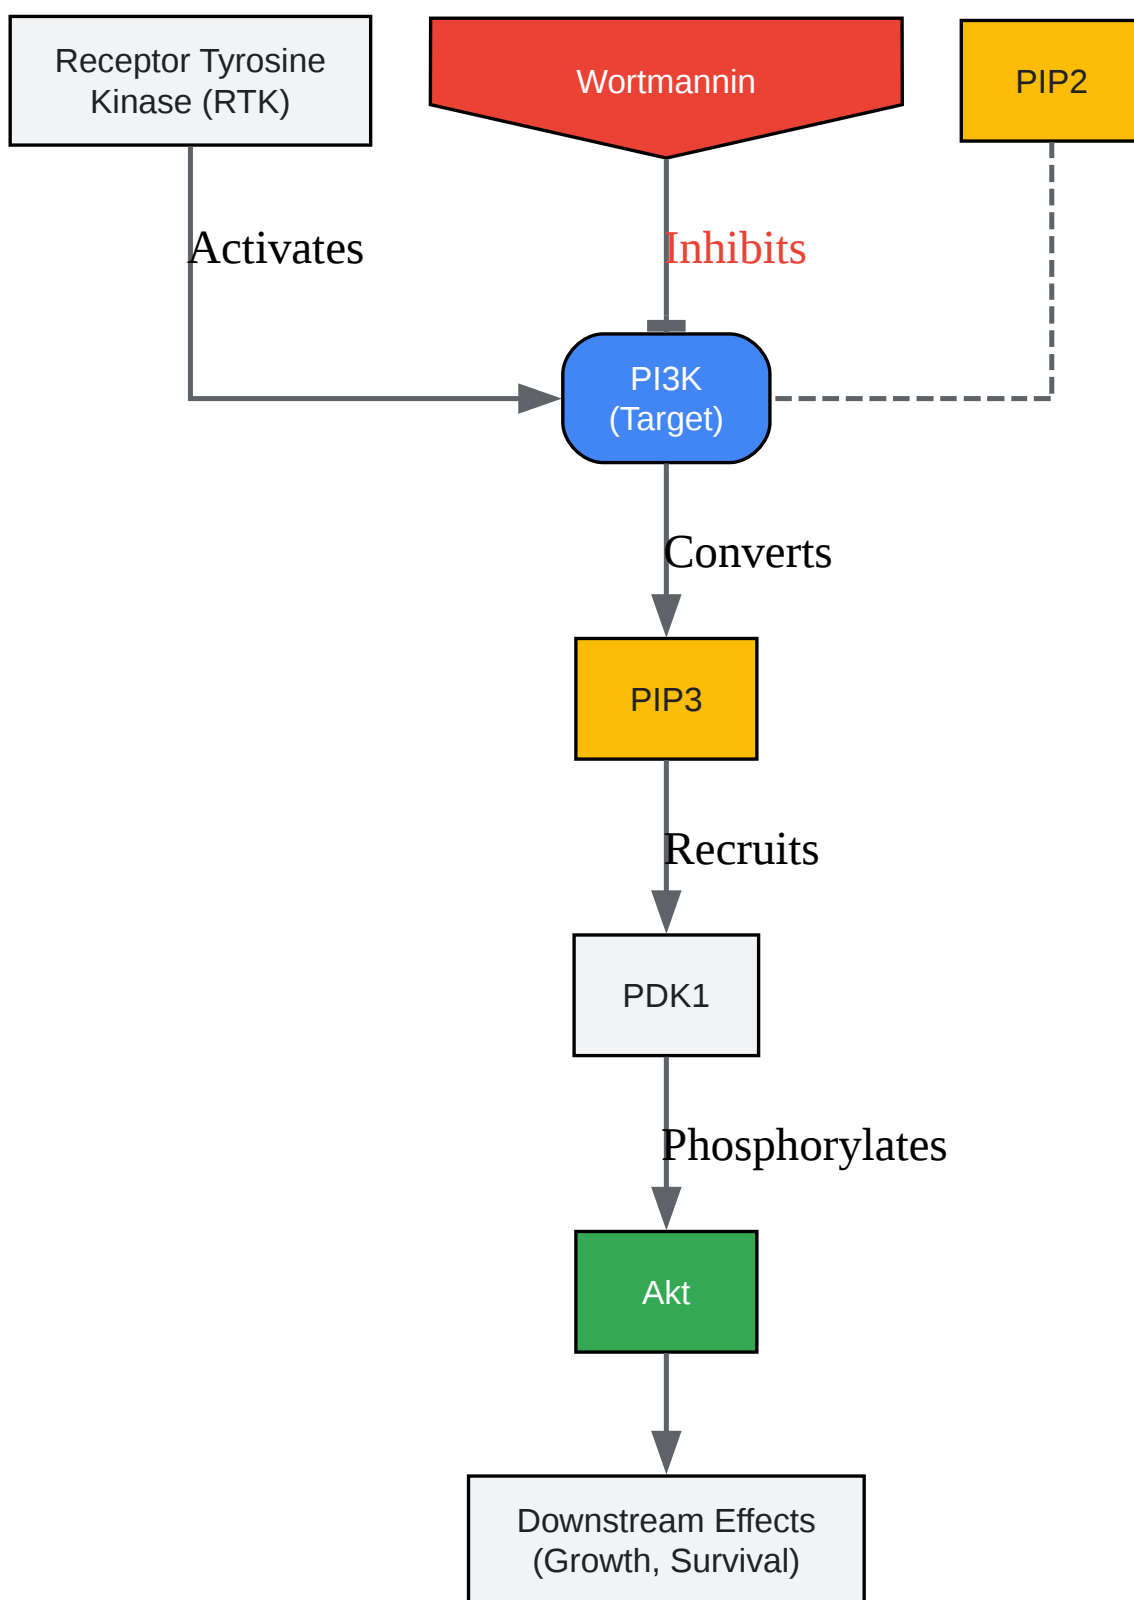 Receptor Tyrosine
Kinase (RTK)
Wortmannin
PIP2
Activates
Inhibits
PI3K
(Target)
Converts
PIP3
Recruits
PDK1
Phosphorylates
Akt
Downstream Effects
(Growth, Survival)